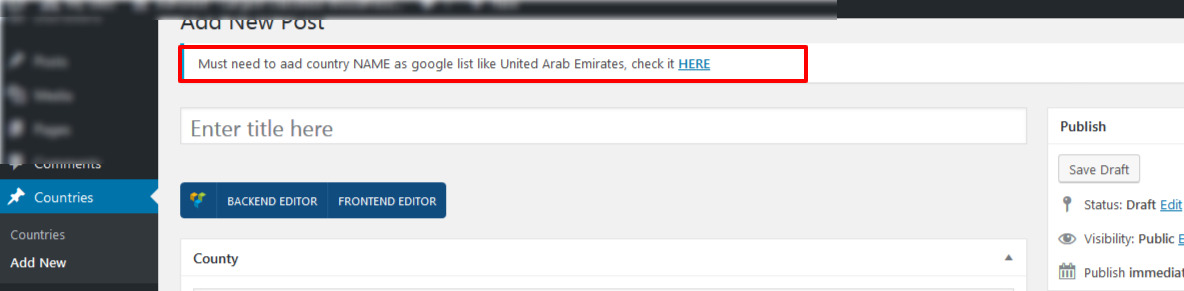 Add New Post
Must need to aad country NAME as google list like United Arab Emirates, check it HERE
Posts
Media
Pages
Comments
Countries
Countries
Add New
Enter title here
BACKEND EDITOR
FRONTEND EDITOR
County
Publish
Save Draft
Status: Draft Edit
Visibility: Public E
Publish immediat